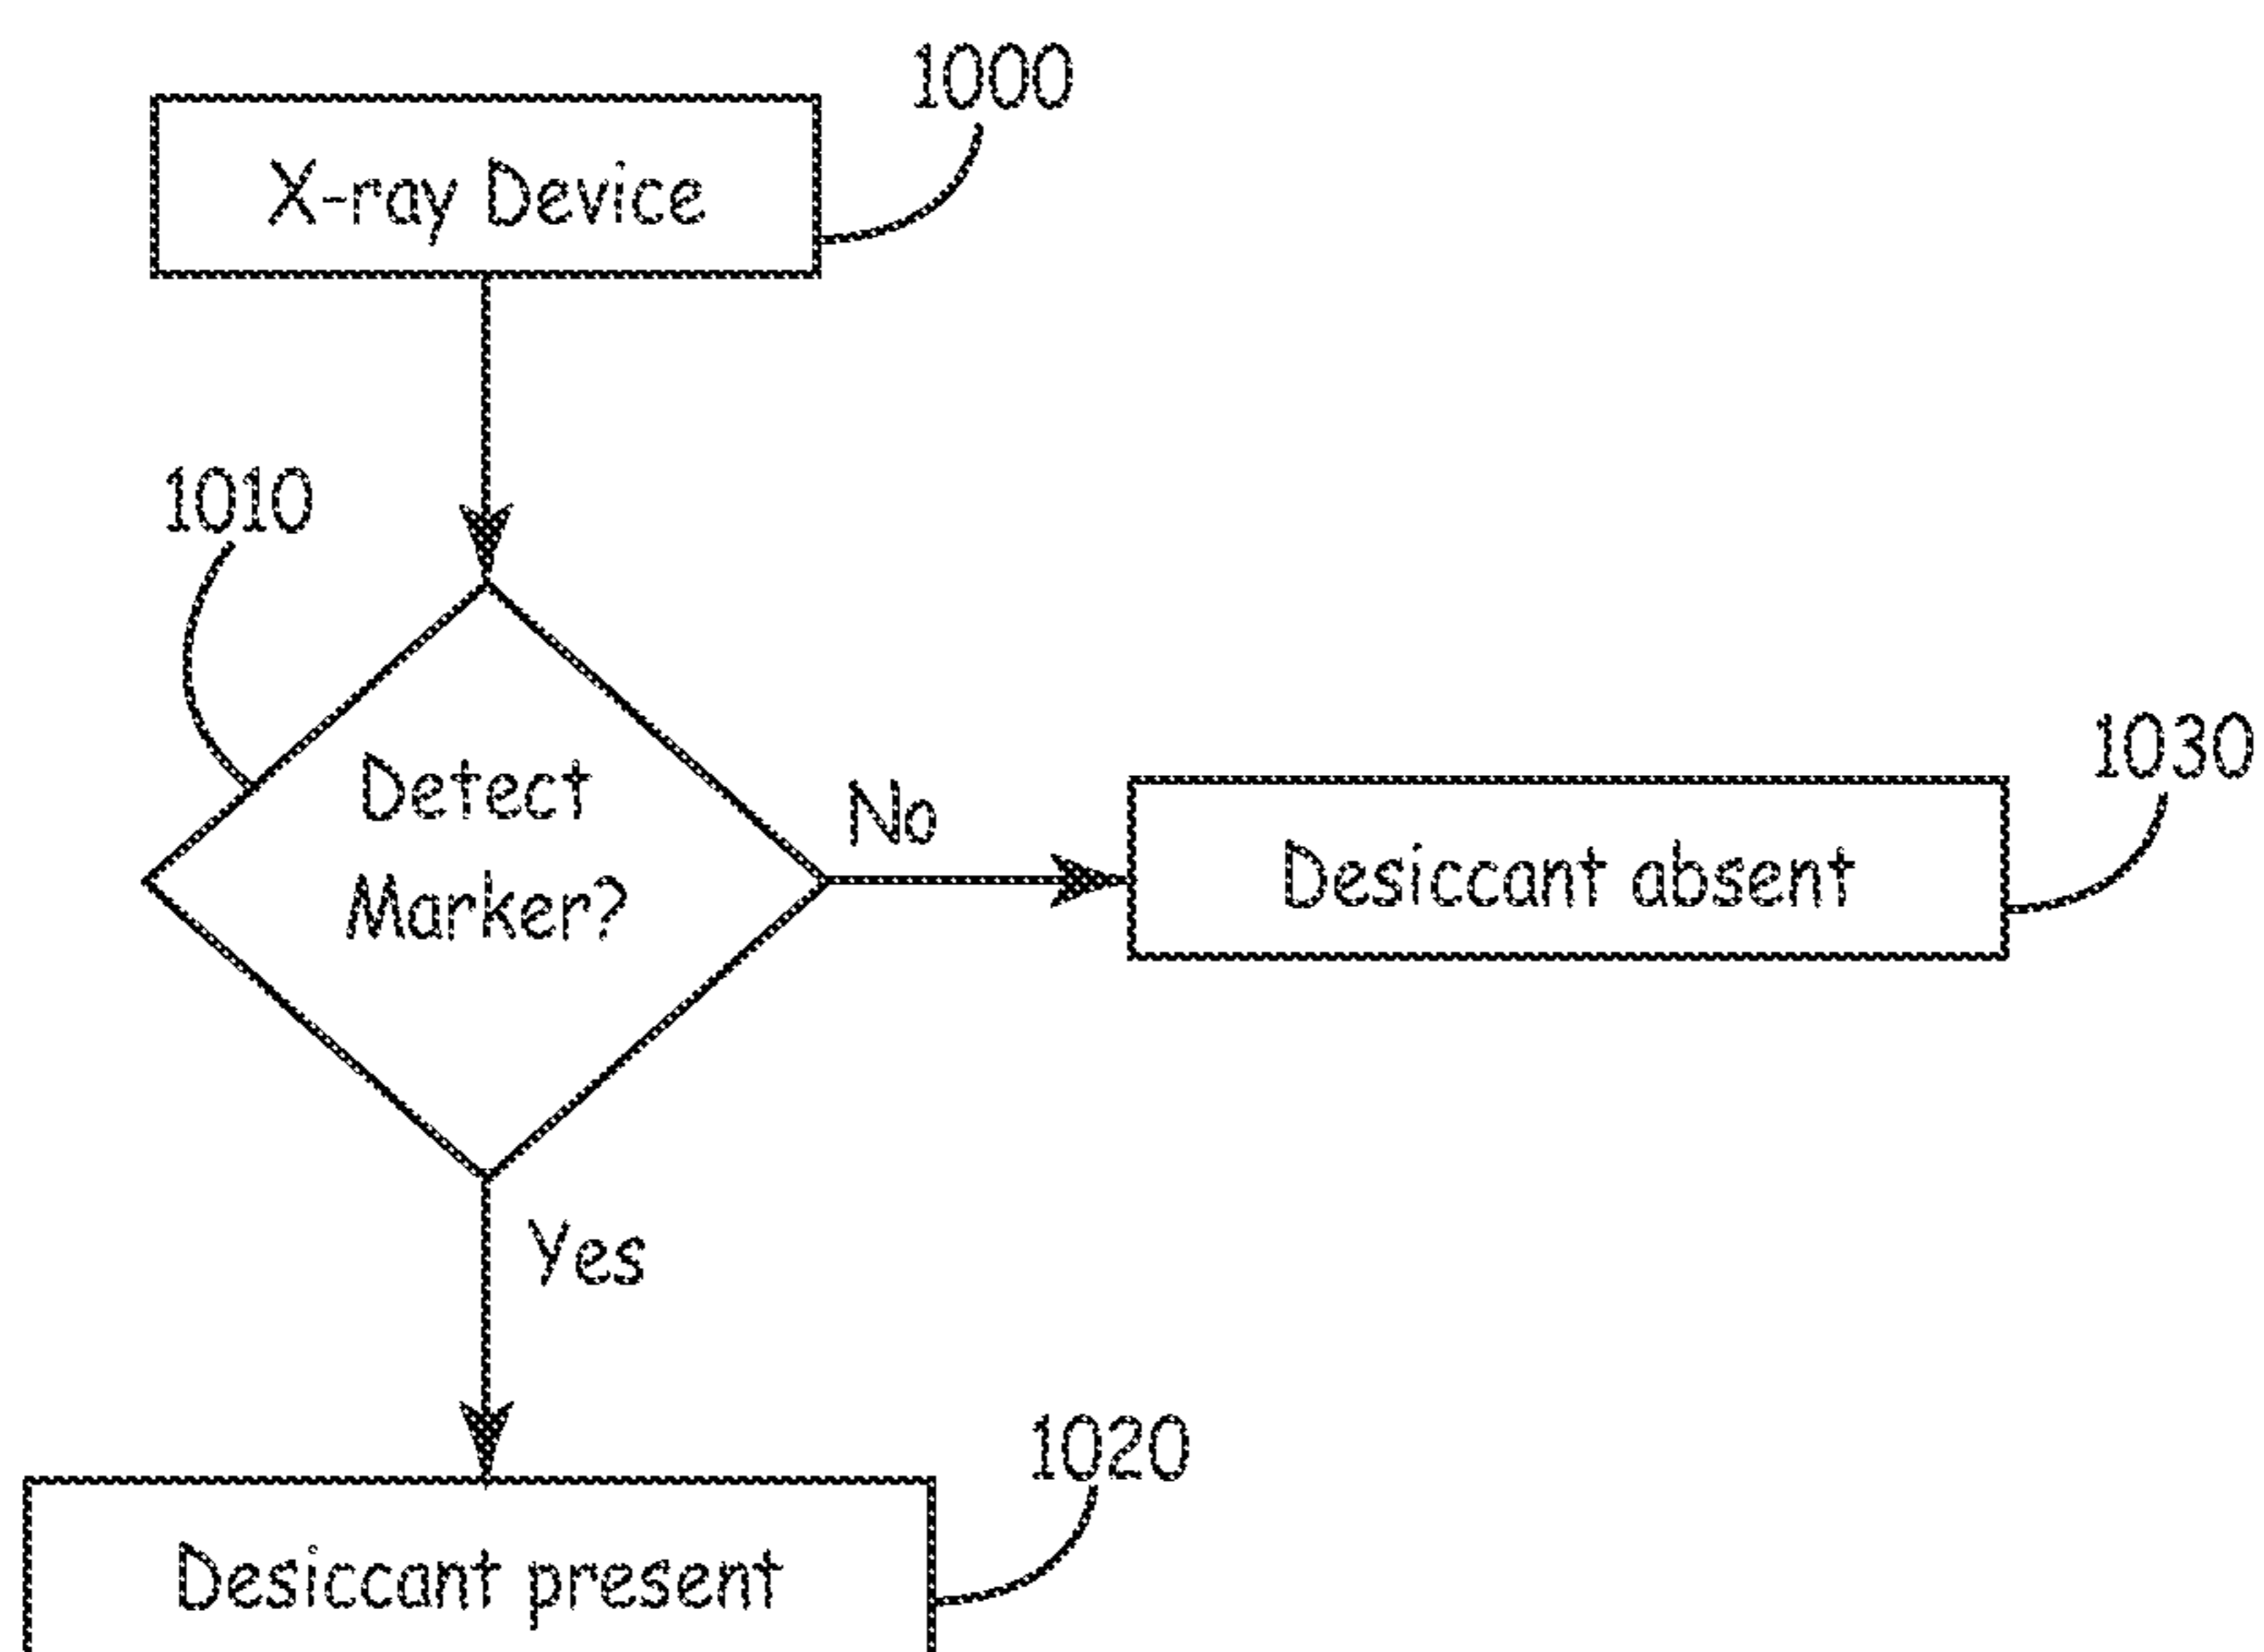 1000
X-ray Device
1010
Detect
Marker?
No
1030
Desiccant absent
Yes
1020
Desiccant present